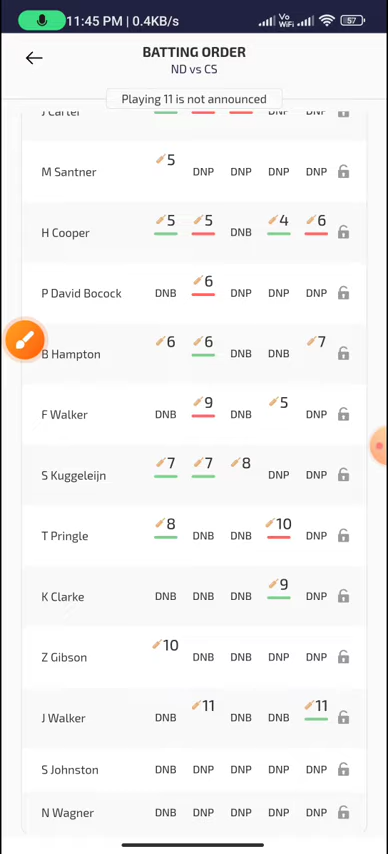 11:45 PM | 0.4KB/s Vo WiFi 57
BATTING ORDER
ND vs CS
Playing 11 is not announced
J Carter DNP DNP
M Santner 5 DNP DNP DNP DNP
H Cooper 5 5 DNB 4 6
P David Bocock DNB 6 DNP DNP DNP
B Hampton 6 6 DNB DNB 7
F Walker DNB 9 DNB 5 DNP
S Kuggeleijn 7 7 8 DNP DNP
T Pringle 8 DNB DNB 10 DNP
K Clarke DNB DNB DNB 9 DNP
Z Gibson 10 DNB DNB DNP DNP
J Walker DNB 11 DNB DNB 11
S Johnston DNB DNP DNP DNP DNP
N Wagner DNB DNP DNP DNP DNP